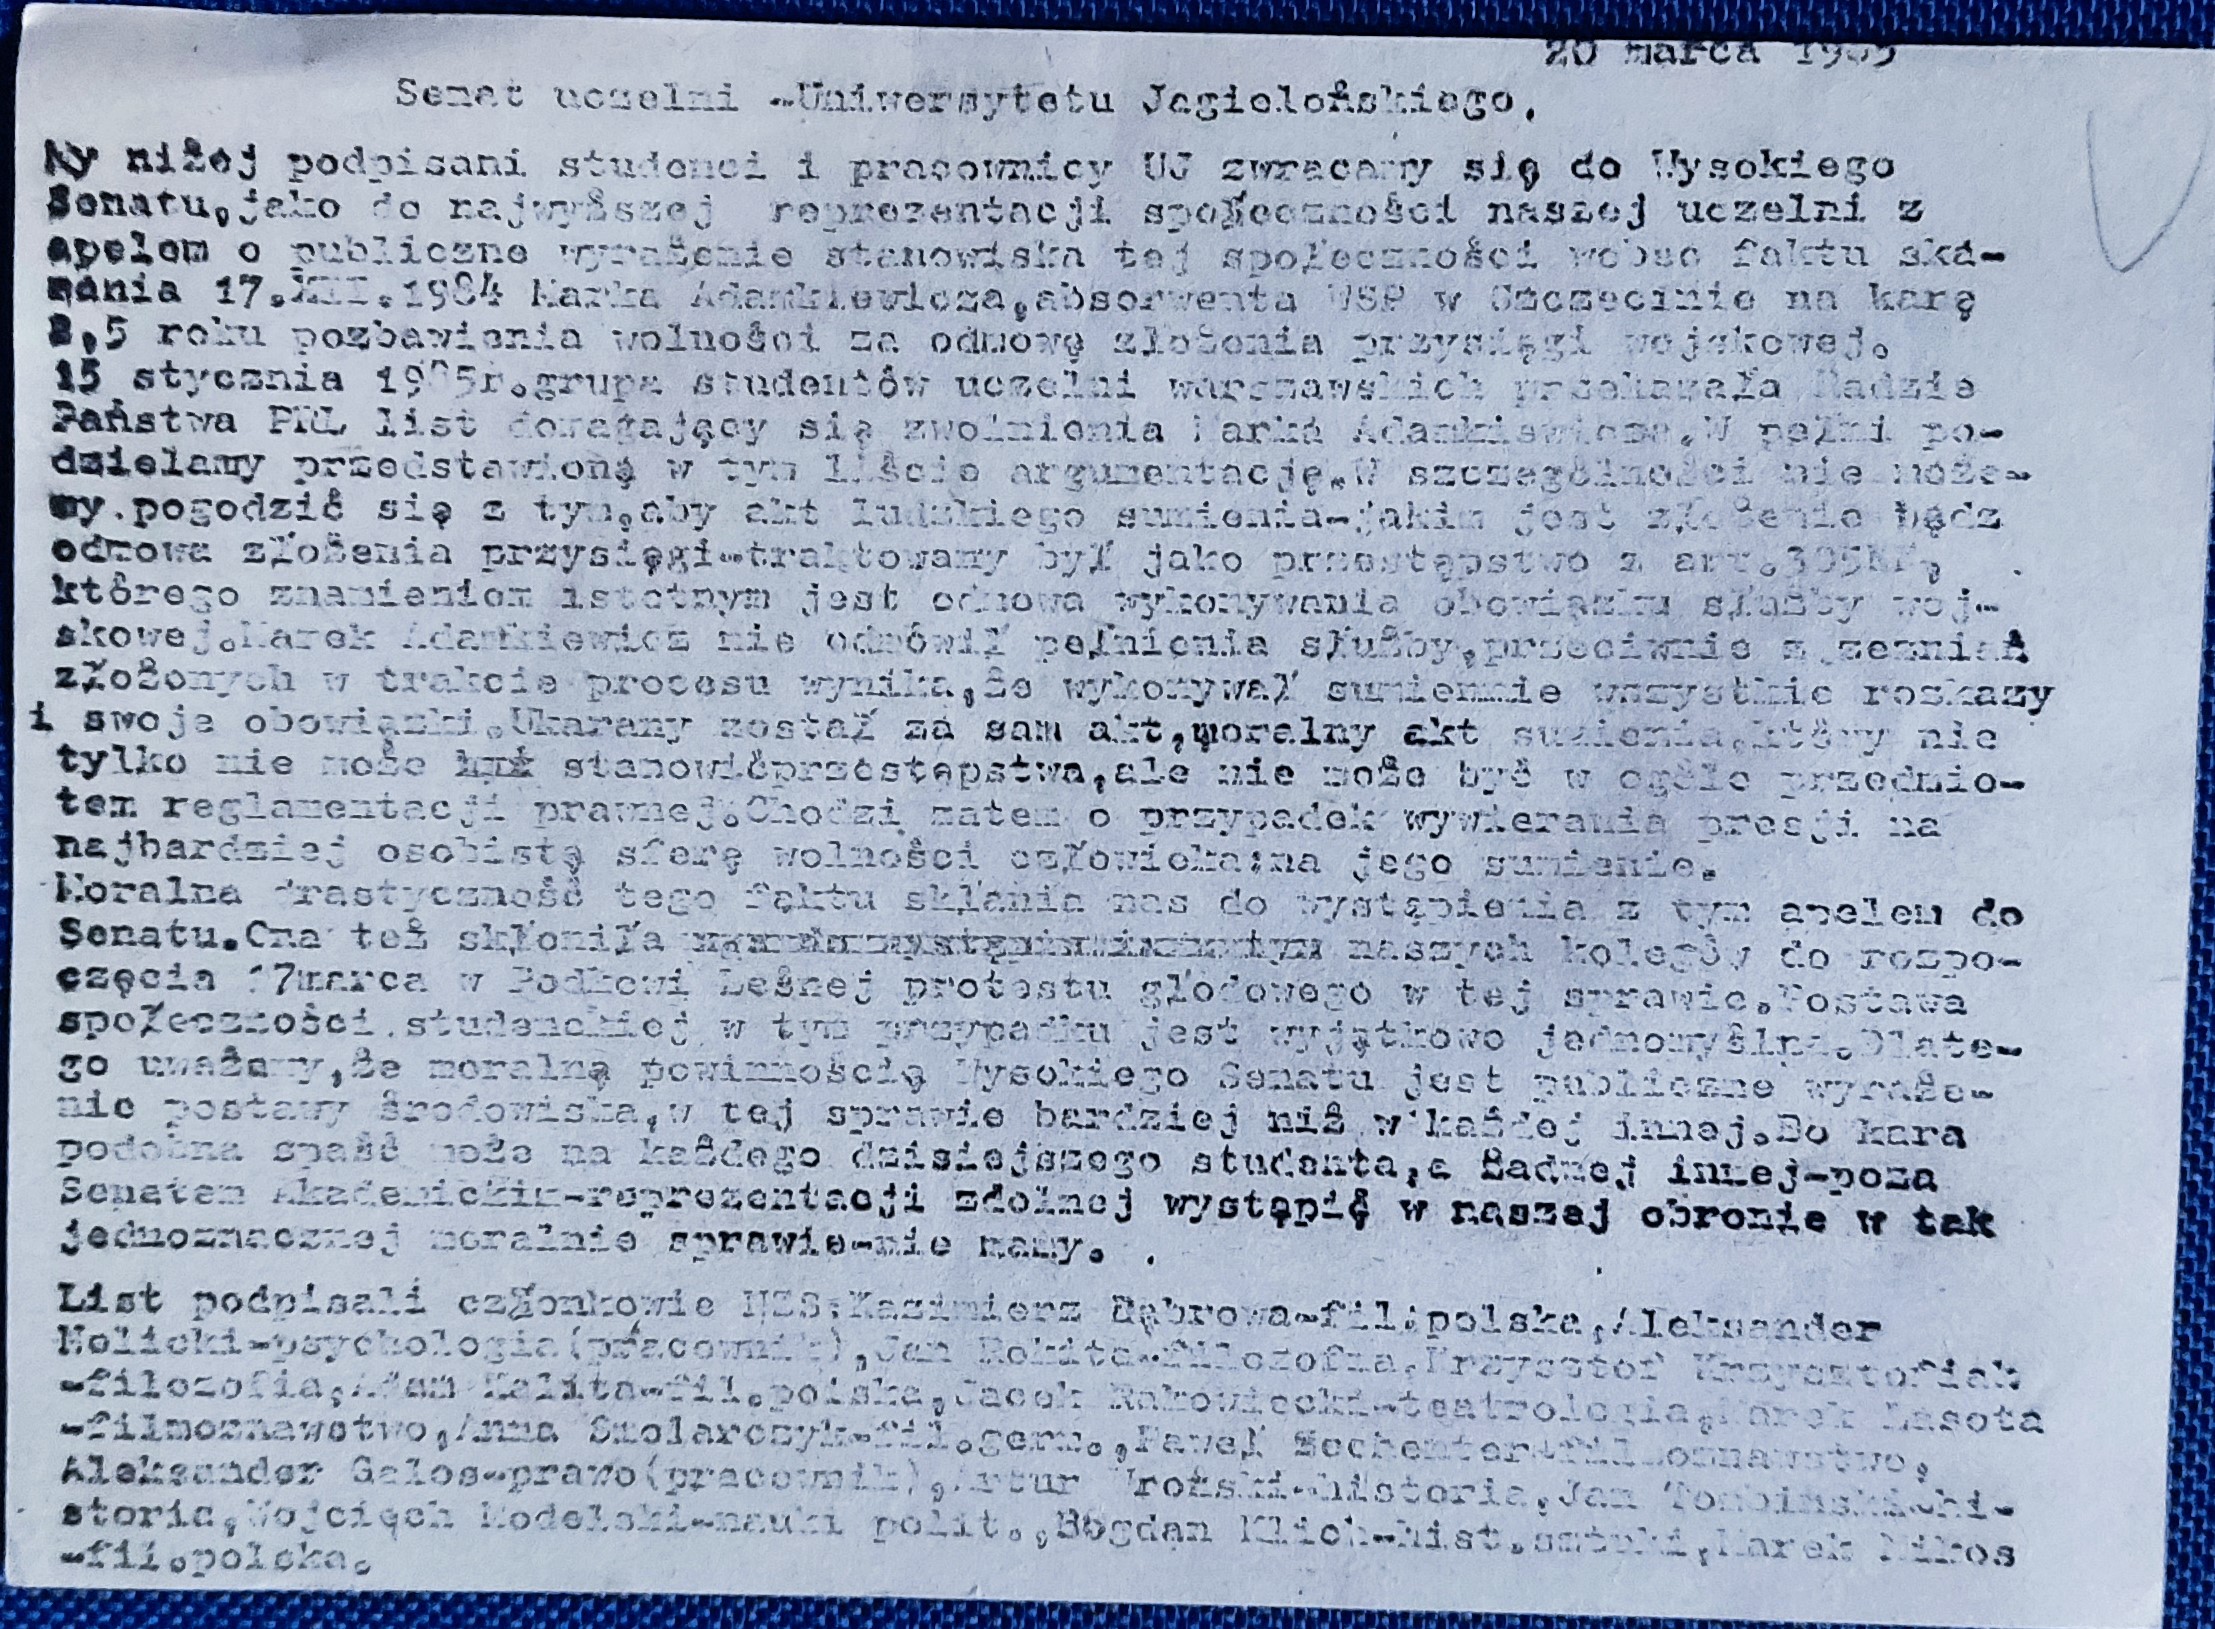 20 marca 1985
Senat uczelni -Uniwersytetu Jagielońskiego.
My niżej podpisani studenci i pracownicy UJ zwracamy się do Wysokiego
Senatu,jako do najwyższej reprezentacji społeczności naszej uczelni z
apelem o publiczne wyrażenie stanowiska tej społeczności wobec faktu ska-
zania 17.XII.1984 Marka Adamkiewicza,absorwenta WSP w Szczecinie na karę
2,5 roku pozbawienia wolności za odmowę złożenia przysięgi wojskowej.
15 stycznia 1985r.grupa studentów uczelni warszawskich przekazała Radzie
Państwa PRL list domagający się zwolnienia Marka Adamkiewicza.W pełni po-
dzielamy przedstawioną w tym liście argumentację.W szczególności nie może-
my.pogodzić się z tym,aby akt ludzkiego sumienia-jakim jest złożenie bądz
odmowa złożenia przysięgi-traktowany był jako przestępstwo z art.305KK,
którego znamieniem istotnym jest odmowa wykonywania obowiązku służby woj-
skowej.Marek Adamkiewicz nie odmówił pełnienia służby,przeciwnie z zeznań
złożonych w trakcie procesu wynika,że wykonywał sumiennie wszystkie rozkazy
i swoje obowiązki.Ukarany został za sam akt,moralny akt sumienia,który nie
tylko nie może stanowićprzestępstwa,ale nie może być w ogóle przedmio-
tem reglamentacji prawnej.Chodzi zatem o przypadek wywierania presji na
najbardziej osobistą sferę wolności człowieka:na jego sumienie.
Moralna drastyczność tego faktu skłania nas do wystąpienia z tym apelem do
Senatu.Ona też skłoniła naszych kolegów do rozpo-
częcia 17marca w Podkowi Leśnej protestu głodowego w tej sprawie.Postawa
społeczności studenckiej w tym przypadku jest wyjątkowo jednomyślna.Dlate-
go uważamy,że moralną powinnością Wysokiego Senatu jest publiczne wyraże-
nie postawy środowiska,w tej sprawie bardziej niż w każdej innej.Bo kara
podobna spaść może na każdego dzisiejszego studenta,a żadnej innej-poza
Senatem Akademickim-reprezentacji zdolnej wystąpić w naszej obronie w tak
jednoznacznej moralnie sprawie-nie mamy.
List podpisali członkowie NZS:Kazimierz Dąbrowa-fil.polska,Aleksander
Molicki-psychologia(pracownik),Jan Rokita-filozofia,Krzysztof Krzysztofiak
-filozofia,Adam Kalita-fil.polska,Jacek Rakowiecki-teatrologia,Marek Lasota
-filmoznawstwo,Anna Smolarczyk-fil.germ.,Paweł Zechenter-filmoznawstwo,
Aleksander Galos-prawo(pracownik),Artur Wroński-historia,Jan Tombiński-hi-
storia,Wojciech Modelski-nauki polit.,Bogdan Klich-hist.sztuki,Marek Mikos
-fil.polska.